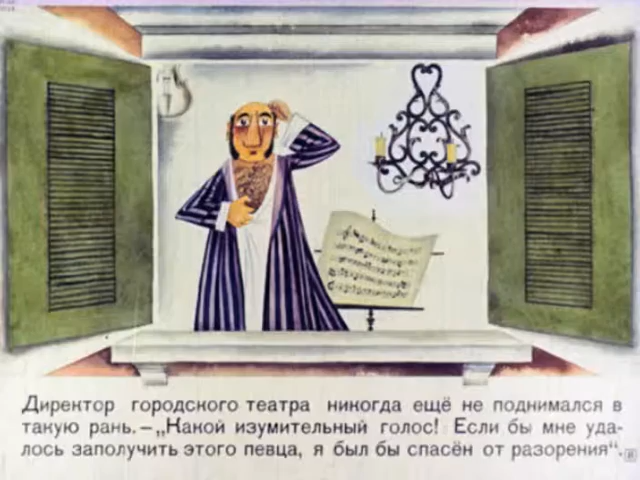 Директор городского театра никогда ещё не поднимался в
такую рань.–„Какой изумительный голос! Если бы мне уда-
лось заполучить этого певца, я был бы спасён от разорения“.